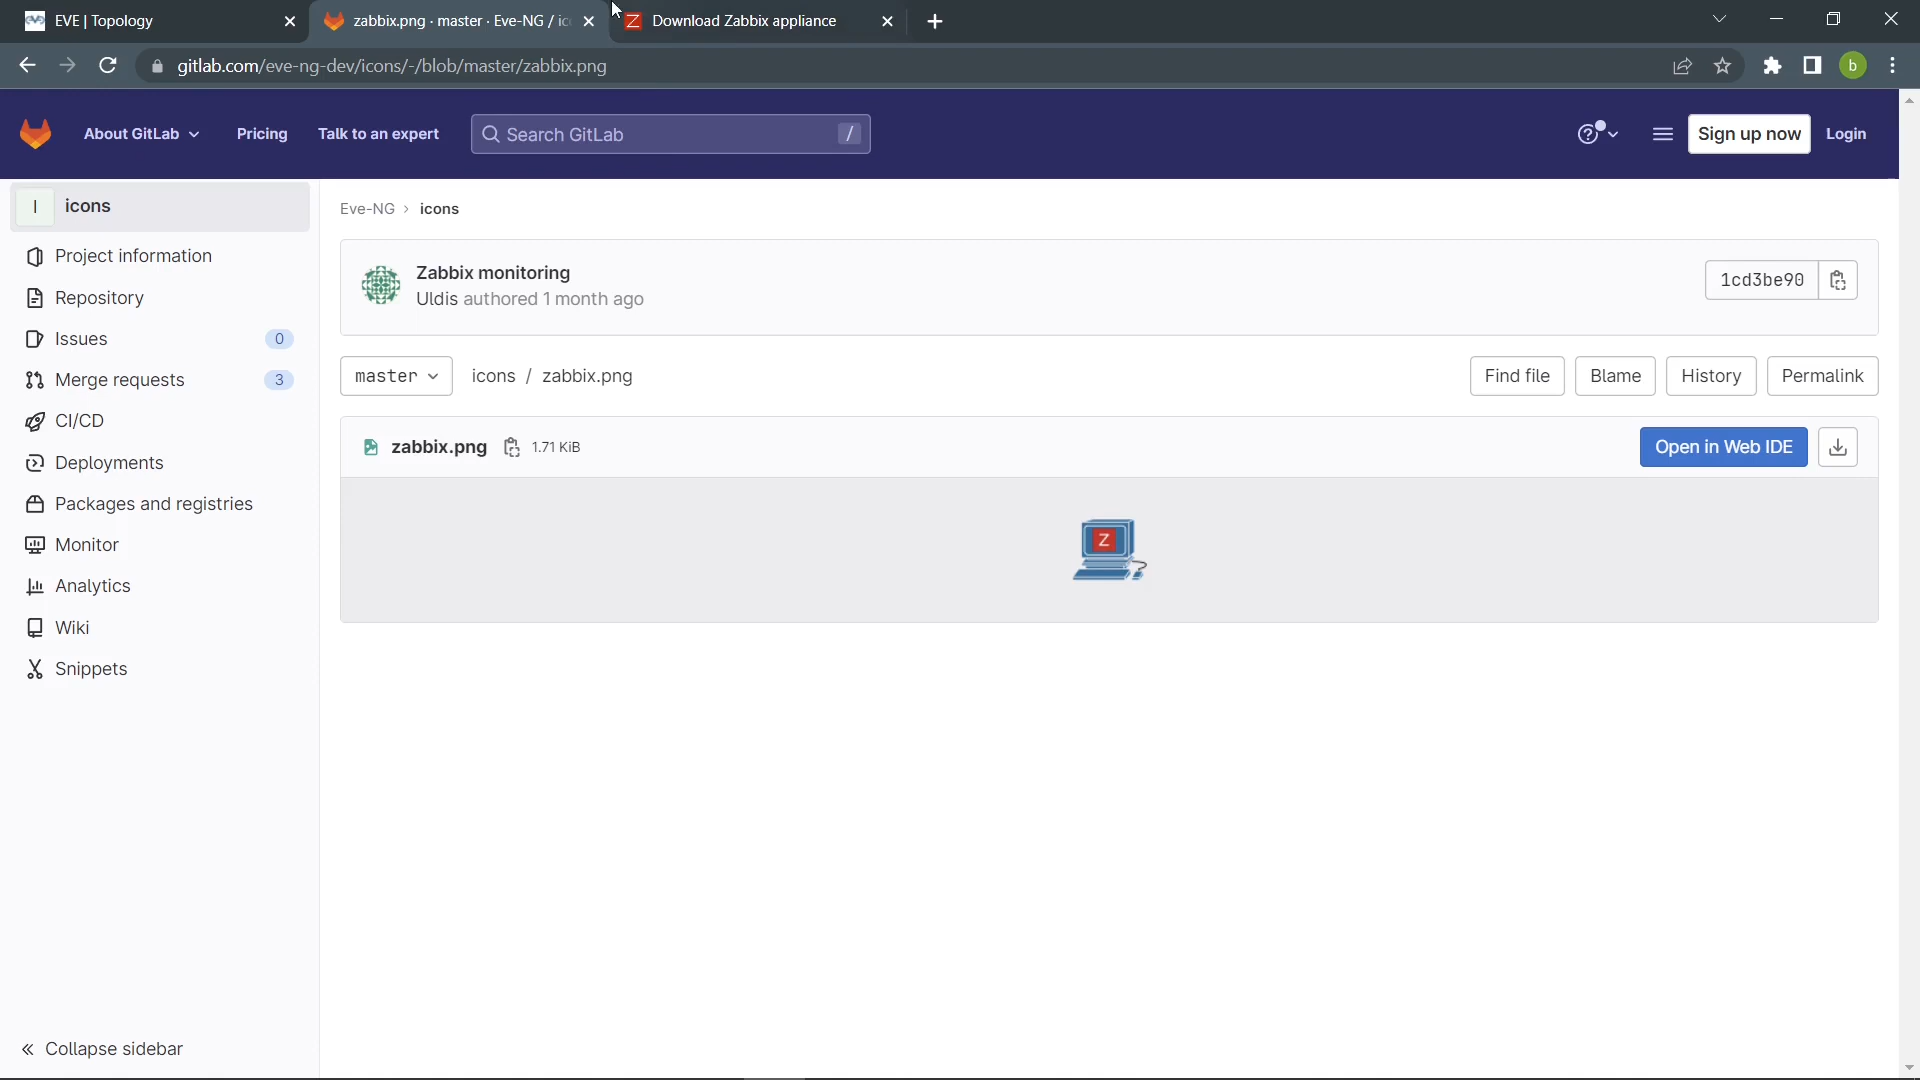 EVE | Topology
zabbix.png · master · Eve-NG / ic
Download Zabbix appliance
gitlab.com/eve-ng-dev/icons/-/blob/master/zabbix.png
b
About GitLab
Pricing
Talk to an expert
Search GitLab
/
Sign up now
Login
I
icons
Project information
Repository
Issues
0
Merge requests
3
CI/CD
Deployments
Packages and registries
Monitor
Analytics
Wiki
Snippets
Collapse sidebar
Eve-NG › icons
Zabbix monitoring
Uldis authored 1 month ago
1cd3be90
master
icons / zabbix.png
Find file
Blame
History
Permalink
zabbix.png
1.71 KiB
Open in Web IDE
Z